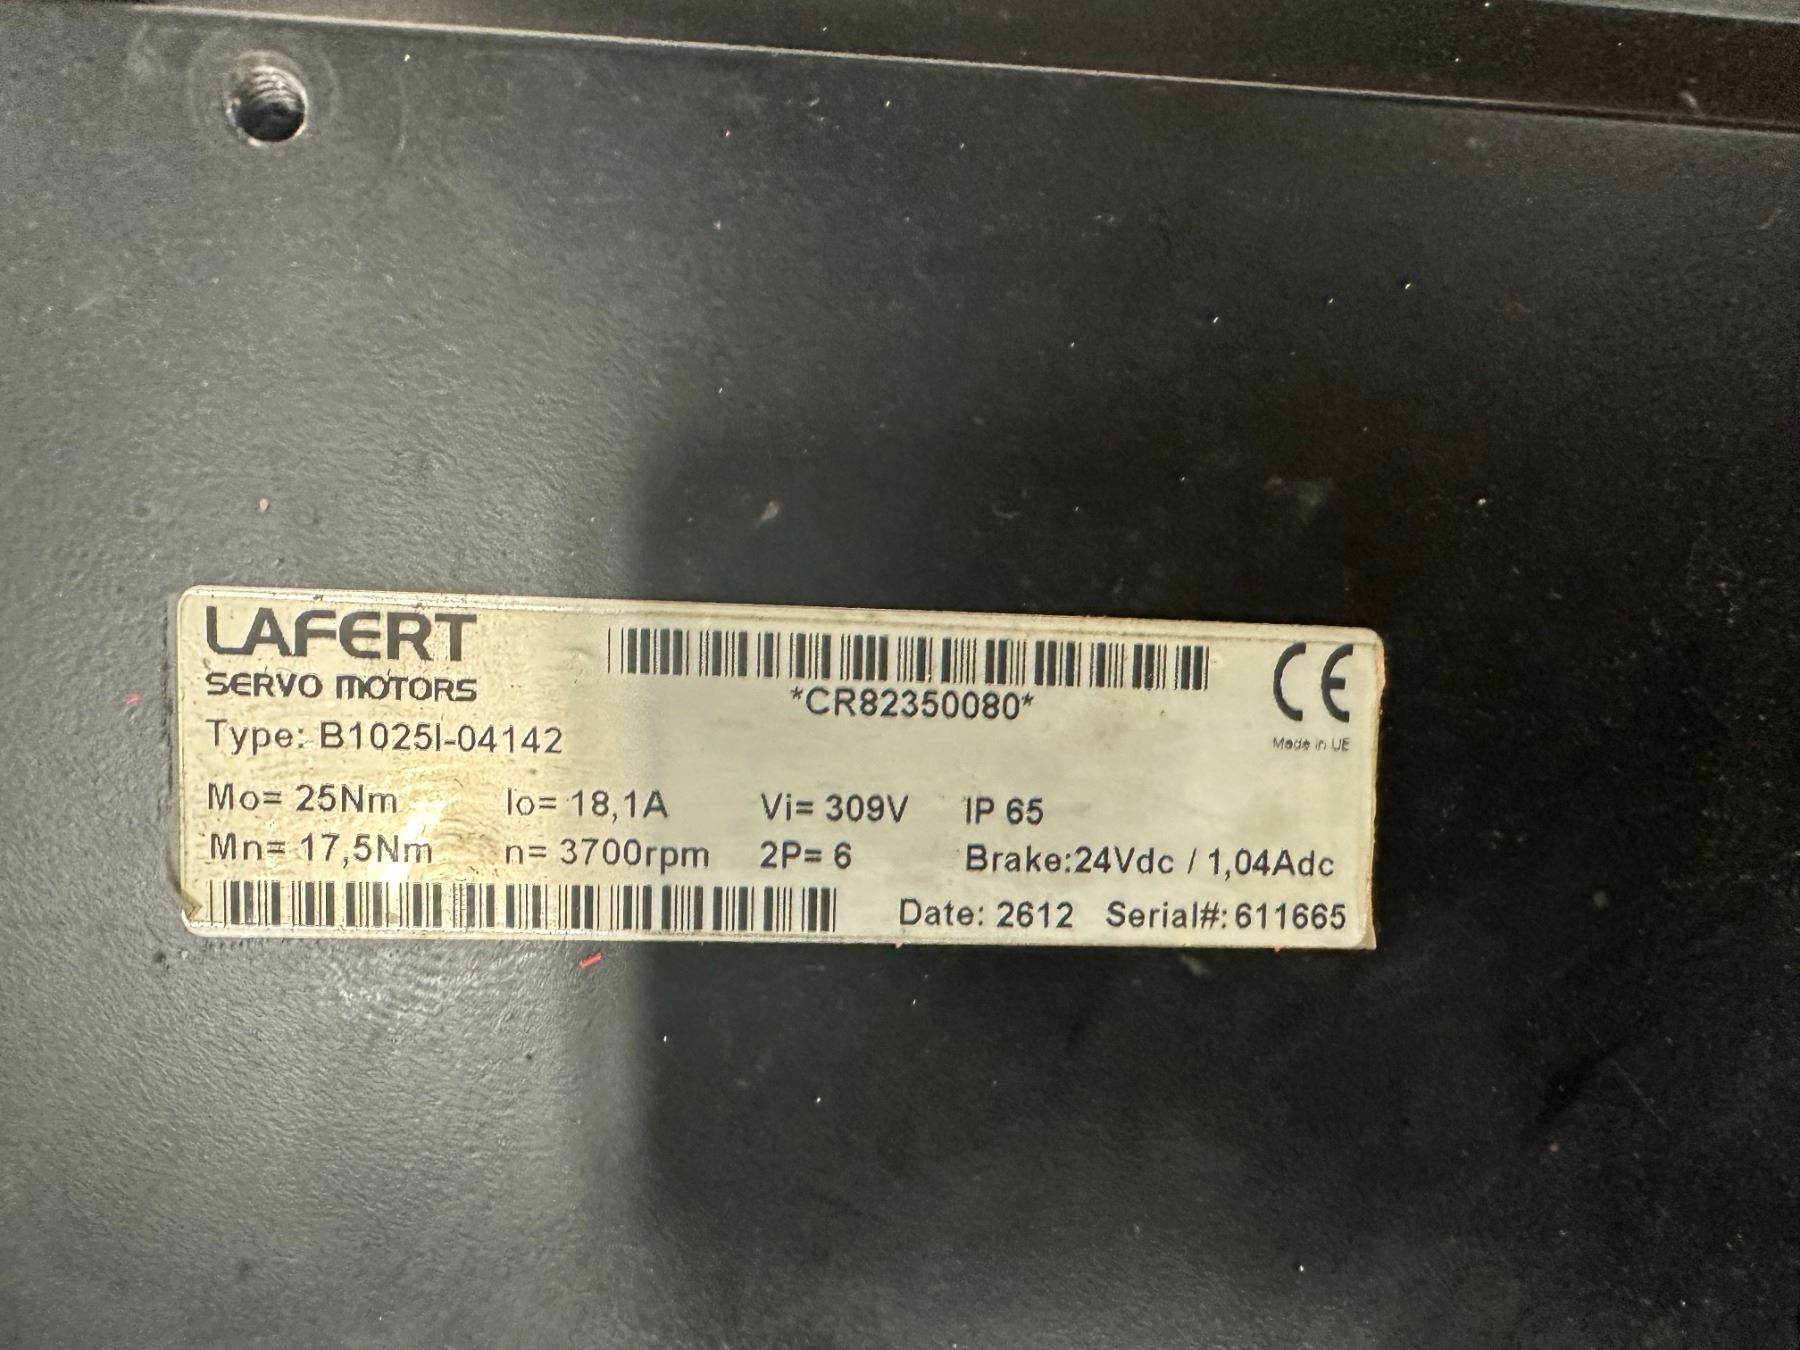 LAFERT
SERVO MOTORS
*CR82350080*
CE
Made in UE
Type: B1025I-04142
Mo= 25Nm Io= 18,1A Vi= 309V IP 65
Mn= 17,5Nm n= 3700rpm 2P= 6 Brake:24Vdc / 1,04Adc
Date: 2612 Serial#: 611665